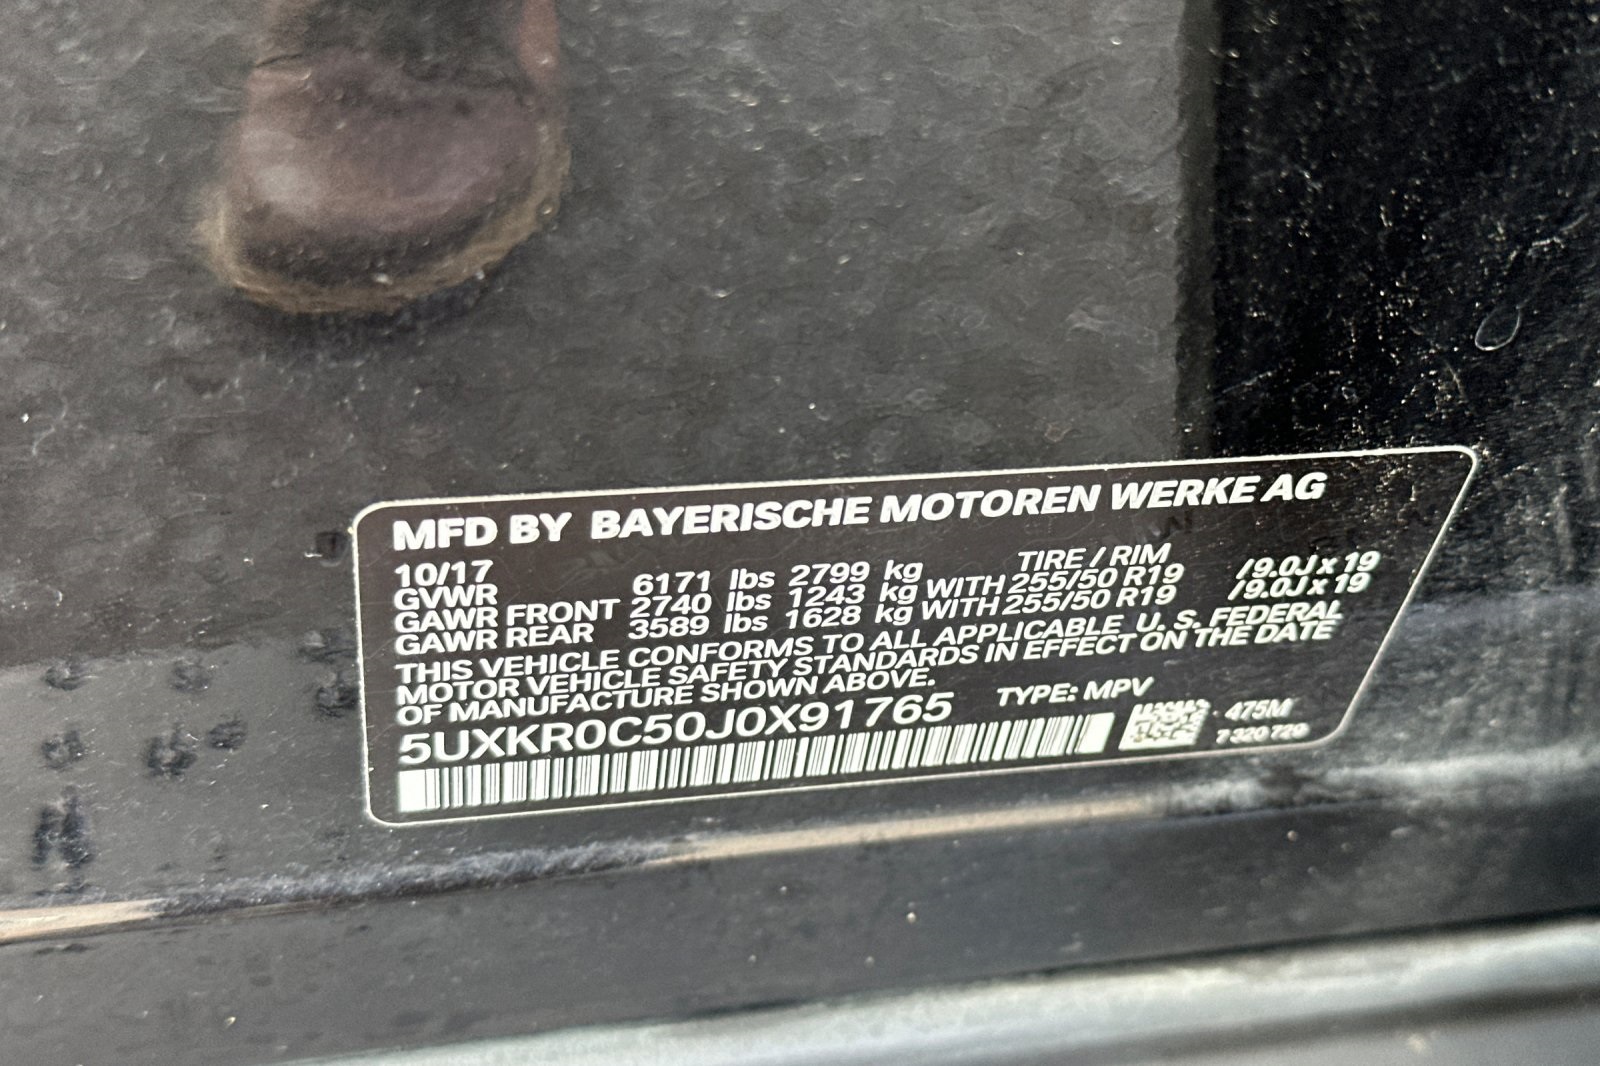 MFD BY BAYERISCHE MOTOREN WERKE AG
10/17 TIRE / RIM
GVWR 6171 lbs 2799 kg
GAWR FRONT 2740 lbs 1243 kg WITH 255/50 R19 /9.0J x 19
GAWR REAR 3589 lbs 1628 kg WITH 255/50 R19 /9.0J x 19
THIS VEHICLE CONFORMS TO ALL APPLICABLE U. S. FEDERAL
MOTOR VEHICLE SAFETY STANDARDS IN EFFECT ON THE DATE
OF MANUFACTURE SHOWN ABOVE.
5UXKR0C50J0X91765 TYPE: MPV
475M
7 320 729